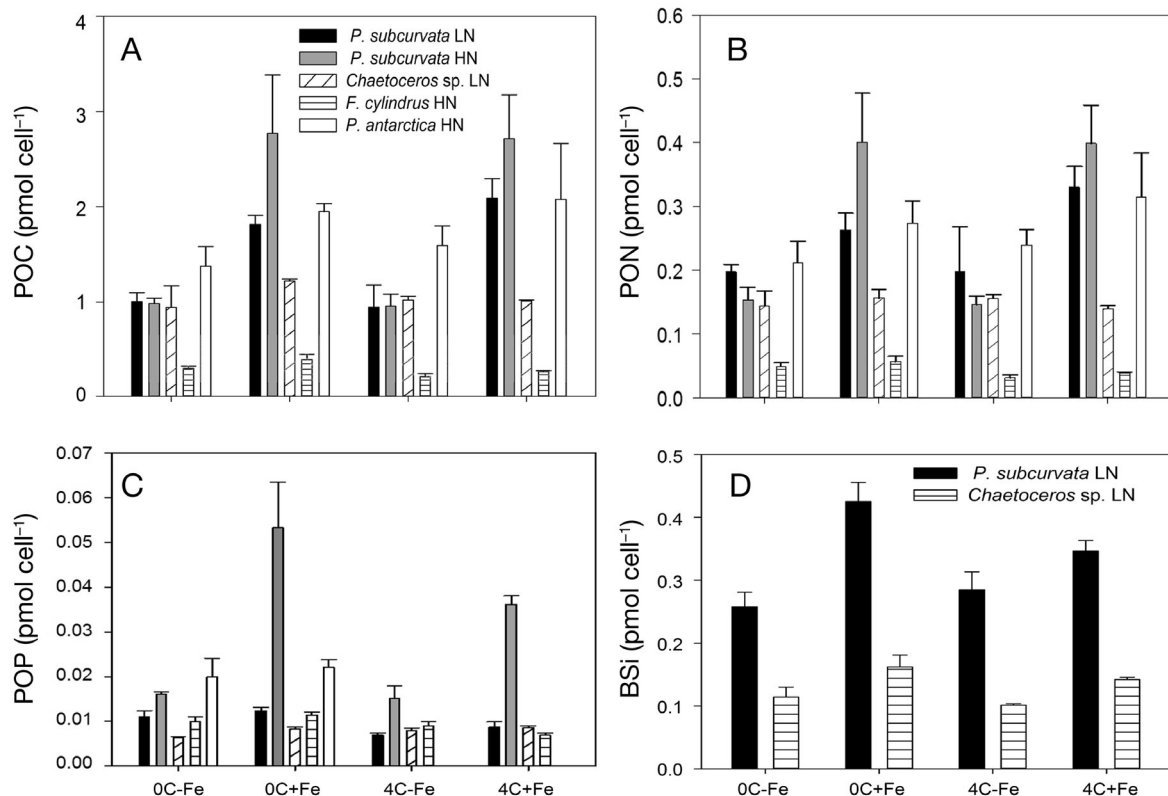 A
P. subcurvata LN
P. subcurvata HN
Chaetoceros sp. LN
F. cylindrus HN
P. antarctica HN
POC (pmol cell⁻¹)
4
3
2
1
0
B
PON (pmol cell⁻¹)
0.6
0.5
0.4
0.3
0.2
0.1
0.0
C
POP (pmol cell⁻¹)
0.07
0.06
0.05
0.04
0.03
0.02
0.01
0.00
0C-Fe 0C+Fe 4C-Fe 4C+Fe
D
P. subcurvata LN
Chaetoceros sp. LN
BSi (pmol cell⁻¹)
0.5
0.4
0.3
0.2
0.1
0.0
0C-Fe 0C+Fe 4C-Fe 4C+Fe